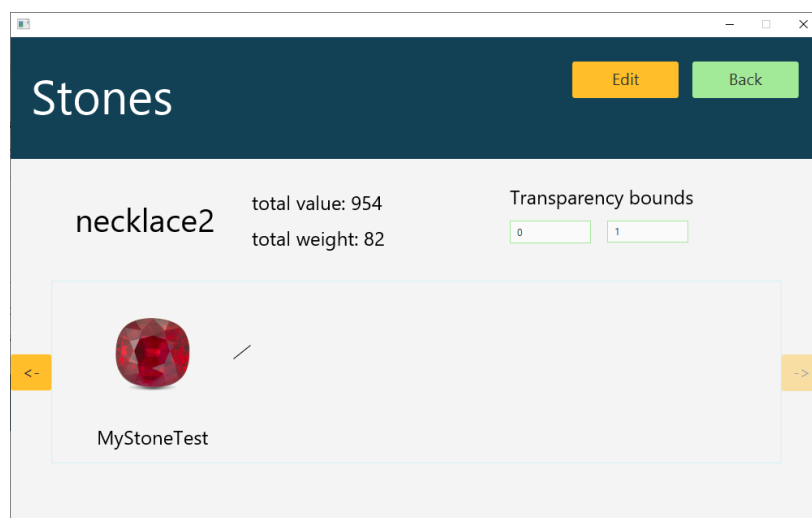 Stones
Edit
Back
necklace2
total value: 954
total weight: 82
Transparency bounds
0
1
<-
->
MyStoneTest